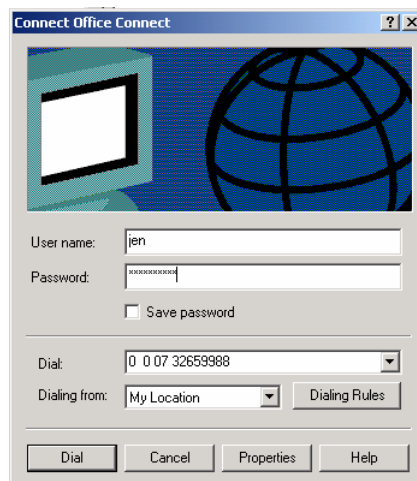 Connect Office Connect
User name: jen
Password: **********
Save password
Dial: 0 0 07 32659988
Dialing from: My Location Dialing Rules
Dial Cancel Properties Help